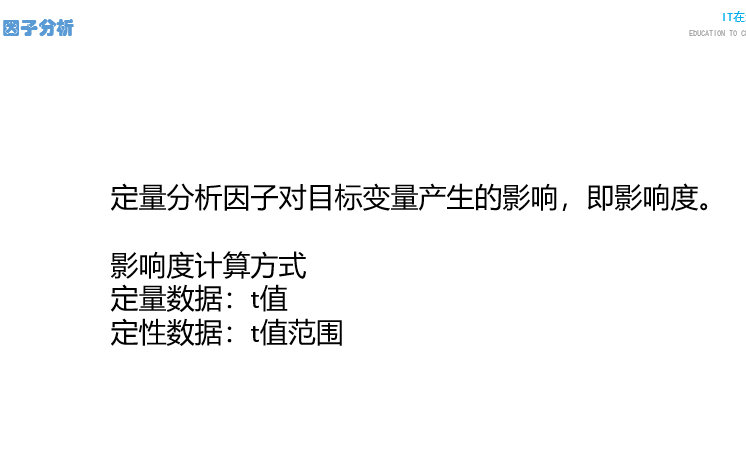 因子分析
IT在
EDUCATION TO C
定量分析因子对目标变量产生的影响，即影响度。
影响度计算方式
定量数据：t值
定性数据：t值范围